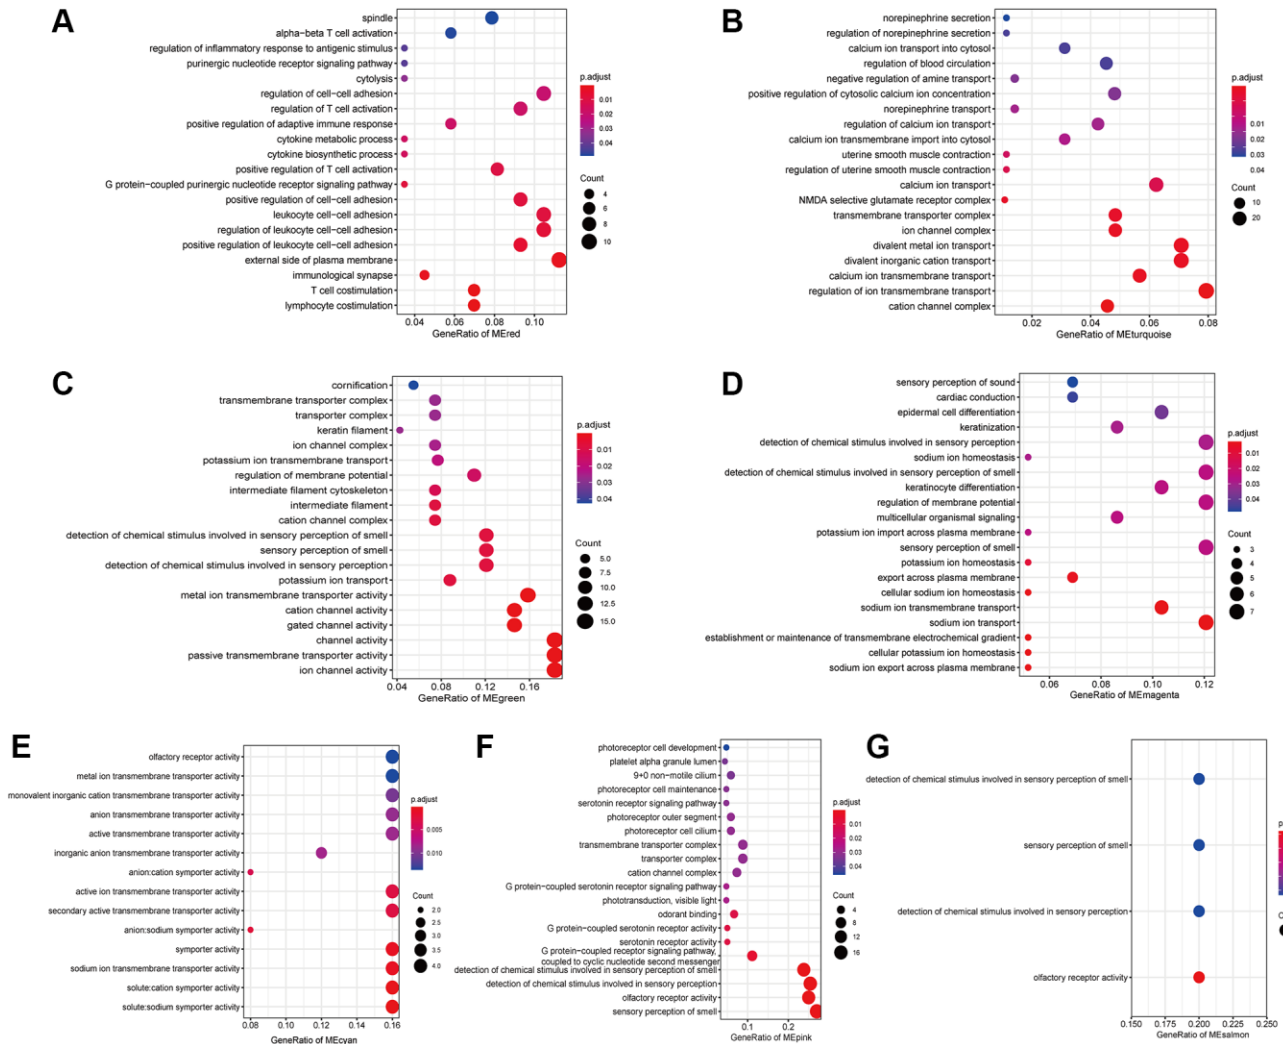 A
spindle
alpha-beta T cell activation
regulation of inflammatory response to antigenic stimulus
purinergic nucleotide receptor signaling pathway
cytolysis
regulation of cell-cell adhesion
regulation of T cell activation
positive regulation of adaptive immune response
cytokine metabolic process
cytokine biosynthetic process
positive regulation of T cell activation
G protein-coupled purinergic nucleotide receptor signaling pathway
positive regulation of cell-cell adhesion
leukocyte cell-cell adhesion
regulation of leukocyte cell-cell adhesion
positive regulation of leukocyte cell-cell adhesion
external side of plasma membrane
immunological synapse
T cell costimulation
lymphocyte costimulation
0.04 0.06 0.08 0.10
GeneRatio of MEred
p.adjust
0.01
0.02
0.03
0.04
Count
4
6
8
10
B
norepinephrine secretion
regulation of norepinephrine secretion
calcium ion transport into cytosol
regulation of blood circulation
negative regulation of amine transport
positive regulation of cytosolic calcium ion concentration
norepinephrine transport
regulation of calcium ion transport
calcium ion transmembrane import into cytosol
uterine smooth muscle contraction
regulation of uterine smooth muscle contraction
calcium ion transport
NMDA selective glutamate receptor complex
transmembrane transporter complex
ion channel complex
divalent metal ion transport
divalent inorganic cation transport
calcium ion transmembrane transport
regulation of ion transmembrane transport
cation channel complex
0.02 0.04 0.06 0.08
GeneRatio of MEturquoise
p.adjust
0.01
0.02
0.03
0.04
Count
10
20
C
cornification
transmembrane transporter complex
transporter complex
keratin filament
ion channel complex
potassium ion transmembrane transport
regulation of membrane potential
intermediate filament cytoskeleton
intermediate filament
cation channel complex
detection of chemical stimulus involved in sensory perception of smell
sensory perception of smell
detection of chemical stimulus involved in sensory perception
potassium ion transport
metal ion transmembrane transporter activity
cation channel activity
gated channel activity
channel activity
passive transmembrane transporter activity
ion channel activity
0.04 0.08 0.12 0.16
GeneRatio of MEgreen
p.adjust
0.01
0.02
0.03
0.04
Count
5.0
7.5
10.0
12.5
15.0
D
sensory perception of sound
cardiac conduction
epidermal cell differentiation
keratinization
detection of chemical stimulus involved in sensory perception
sodium ion homeostasis
detection of chemical stimulus involved in sensory perception of smell
keratinocyte differentiation
regulation of membrane potential
multicellular organismal signaling
potassium ion import across plasma membrane
sensory perception of smell
potassium ion homeostasis
export across plasma membrane
cellular sodium ion homeostasis
sodium ion transmembrane transport
sodium ion transport
establishment or maintenance of transmembrane electrochemical gradient
cellular potassium ion homeostasis
sodium ion export across plasma membrane
0.06 0.08 0.10 0.12
GeneRatio of MEmagenta
p.adjust
0.01
0.02
0.03
0.04
Count
3
4
5
6
7
E
olfactory receptor activity
metal ion transmembrane transporter activity
monovalent inorganic cation transmembrane transporter activity
anion transmembrane transporter activity
active transmembrane transporter activity
inorganic anion transmembrane transporter activity
anion:cation symporter activity
active ion transmembrane transporter activity
secondary active transmembrane transporter activity
anion:sodium symporter activity
symporter activity
sodium ion transmembrane transporter activity
solute:cation symporter activity
solute:sodium symporter activity
0.08 0.10 0.12 0.14 0.16
GeneRatio of MEcyan
p.adjust
0.005
0.010
Count
2.0
2.5
3.0
3.5
4.0
F
photoreceptor cell development
platelet alpha granule lumen
9+0 non-motile cilium
photoreceptor cell maintenance
serotonin receptor signaling pathway
photoreceptor outer segment
photoreceptor cell cilium
transmembrane transporter complex
transporter complex
cation channel complex
G protein-coupled serotonin receptor signaling pathway
phototransduction, visible light
odorant binding
G protein-coupled serotonin receptor activity
serotonin receptor activity
G protein-coupled receptor signaling pathway,
coupled to cyclic nucleotide second messenger
detection of chemical stimulus involved in sensory perception of smell
detection of chemical stimulus involved in sensory perception
olfactory receptor activity
sensory perception of smell
0.1 0.2
GeneRatio of MEpink
p.adjust
0.01
0.02
0.03
0.04
Count
4
8
12
16
G
detection of chemical stimulus involved in sensory perception of smell
sensory perception of smell
detection of chemical stimulus involved in sensory perception
olfactory receptor activity
0.150 0.175 0.200 0.225 0.250
GeneRatio of MEsalmon